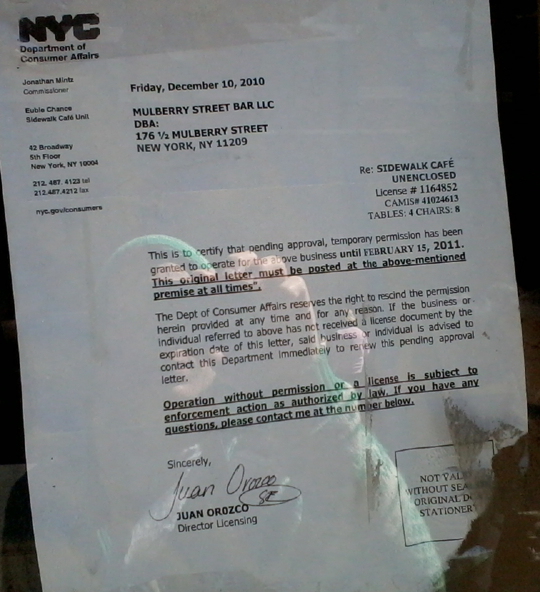 NYC
Department of
Consumer Affairs
Jonathan Mintz
Commissioner
Eubie Chance
Sidewalk Café Unit
42 Broadway
5th Floor
New York, NY 10004
212. 487. 4123 tel
212.487.4212 fax
nyc.gov/consumers
Friday, December 10, 2010
MULBERRY STREET BAR LLC
DBA:
176 ½ MULBERRY STREET
NEW YORK, NY 11209
Re: SIDEWALK CAFÉ
UNENCLOSED
License # 1164852
CAMIS# 41024613
TABLES: 4 CHAIRS: 8
This is to certify that pending approval, temporary permission has been
granted to operate for the above business until FEBRUARY 15, 2011.
This original letter must be posted at the above-mentioned
premise at all times".
The Dept of Consumer Affairs reserves the right to rescind the permission
herein provided at any time and for any reason. If the business or
individual referred to above has not received a license document by the
expiration date of this letter, said business or individual is advised to
contact this Department immediately to renew this pending approval
letter.
Operation without permission or a license is subject to
enforcement action as authorized by law. If you have any
questions, please contact me at the number below.
Sincerely,
Juan Orozco
JUAN OROZCO
Director Licensing
NOT VAL
WITHOUT SEA
ORIGINAL D
STATIONER